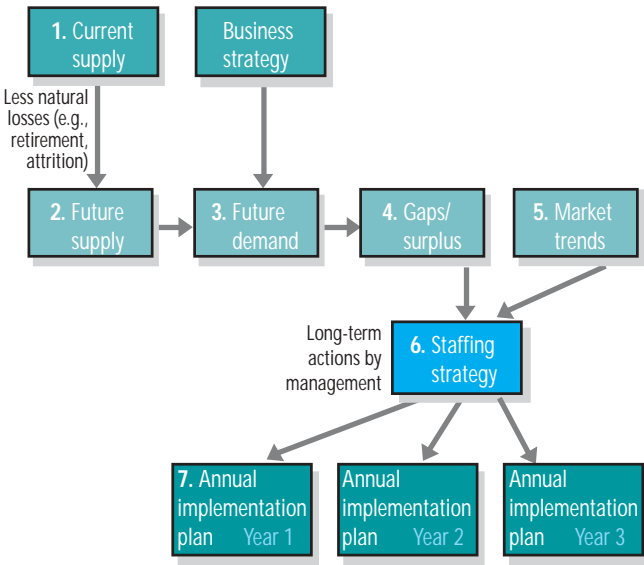 1. Current
supply
Business
strategy
Less natural
losses (e.g.,
retirement,
attrition)
2. Future
supply
3. Future
demand
4. Gaps/
surplus
5. Market
trends
Long-term
actions by
management
6. Staffing
strategy
7. Annual
implementation
plan Year 1
Annual
implementation
plan Year 2
Annual
implementation
plan Year 3